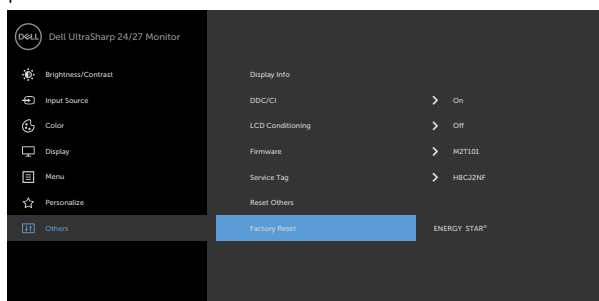 DELL Dell UltraSharp 24/27 Monitor
Brightness/Contrast Display Info
Input Source DDC/CI On
Color LCD Conditioning Off
Display Firmware M2T101
Menu Service Tag H8CJ2NF
Personalize Reset Others
Others Factory Reset ENERGY STAR®